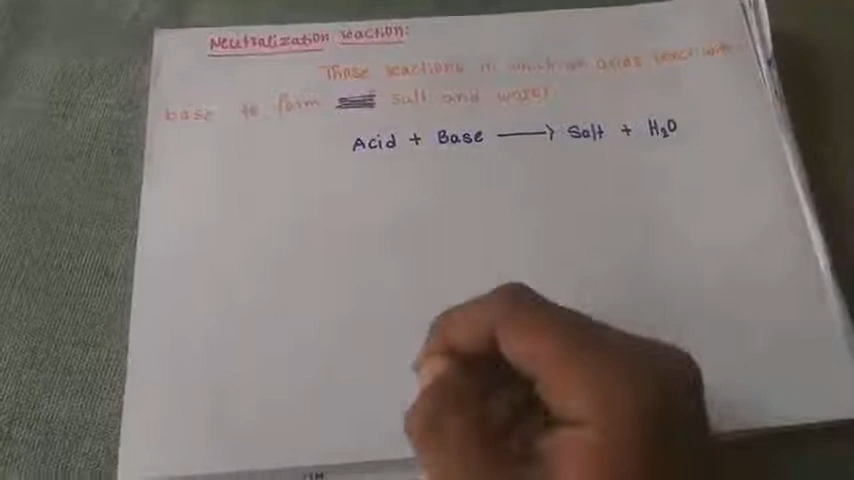 Neutralization reaction:
Those reactions in which an acids react with
base to form salt and water
Acid + Base ⟶ Salt + H₂O